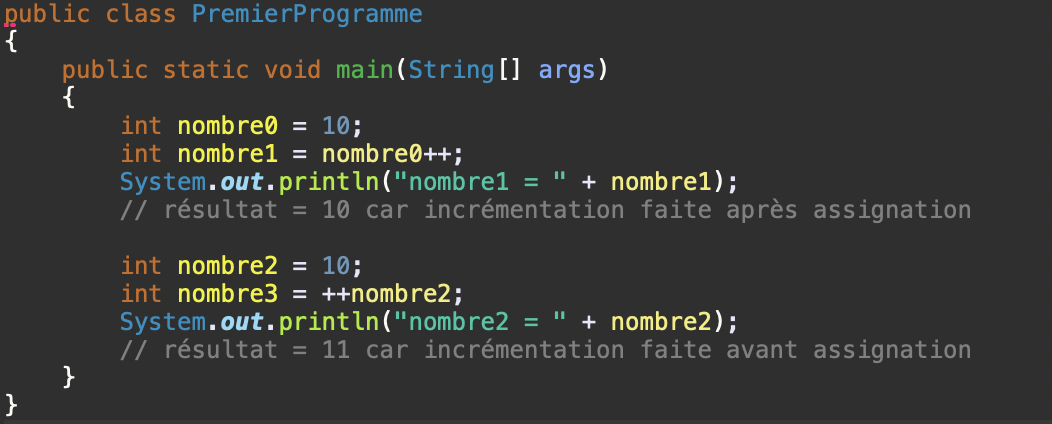 public class PremierProgramme
{
    public static void main(String[] args)
    {
        int nombre0 = 10;
        int nombre1 = nombre0++;
        System.out.println("nombre1 = " + nombre1);
        // résultat = 10 car incrémentation faite après assignation

        int nombre2 = 10;
        int nombre3 = ++nombre2;
        System.out.println("nombre2 = " + nombre2);
        // résultat = 11 car incrémentation faite avant assignation
    }
}